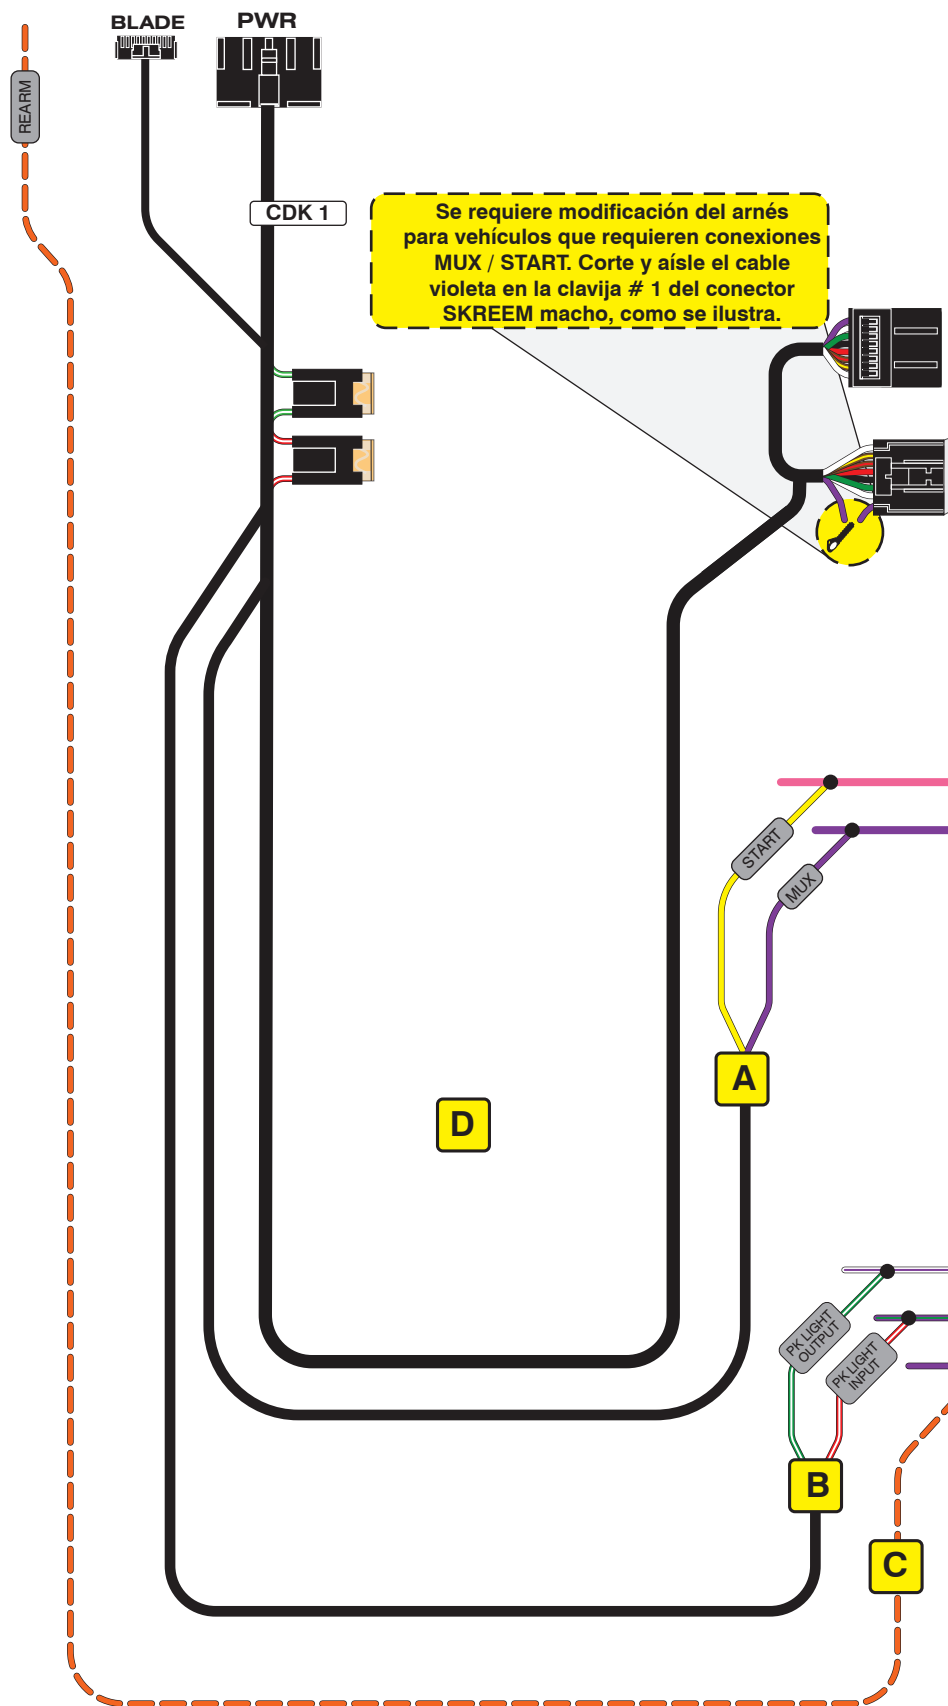 BLADE
PWR
REARM
CDK 1
Se requiere modificación del arnés
para vehículos que requieren conexiones
MUX / START. Corte y aísle el cable
violeta en la clavija # 1 del conector
SKREEM macho, como se ilustra.
START
MUX
A
D
PK LIGHT
OUTPUT
PK LIGHT
INPUT
B
C